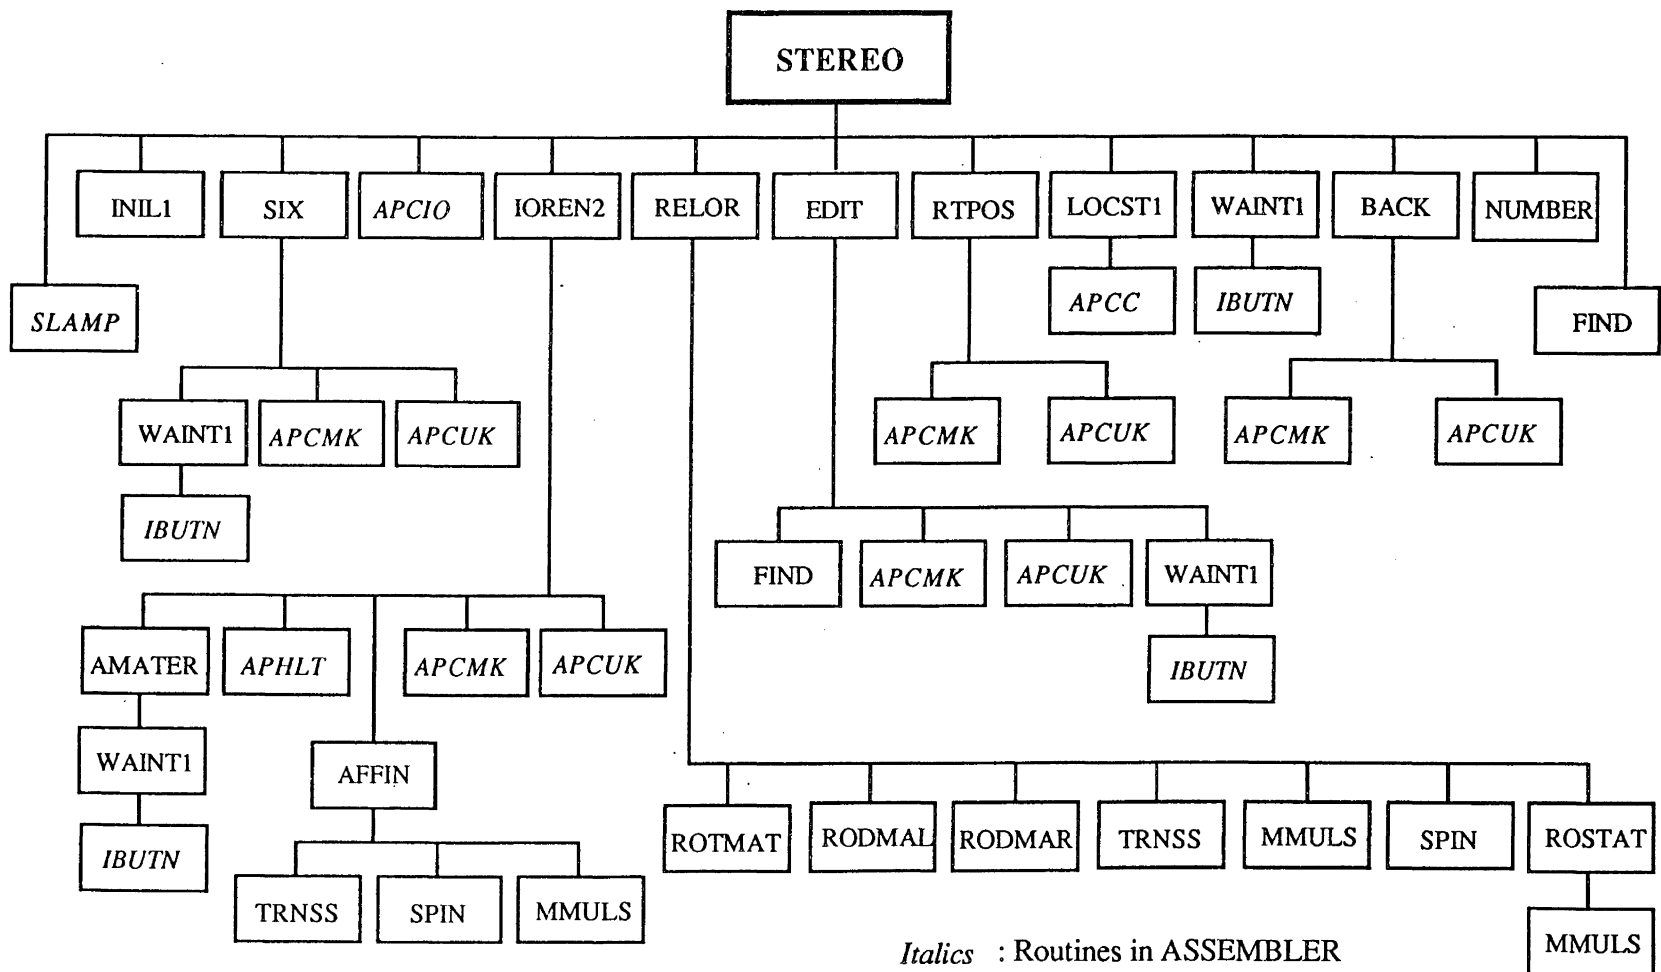 STEREO
INIL1 SIX APCIO IOREN2 RELOR EDIT RTPOS LOCST1 WAINT1 BACK NUMBER
SLAMP APCC IBUTN FIND
WAINT1 APCMK APCUK APCMK APCUK APCMK APCUK
IBUTN
FIND APCMK APCUK WAINT1
AMATER APHLT APCMK APCUK IBUTN
WAINT1 AFFIN
ROTMAT RODMAL RODMAR TRNSS MMULS SPIN ROSTAT
IBUTN
TRNSS SPIN MMULS
MMULS
Italics : Routines in ASSEMBLER